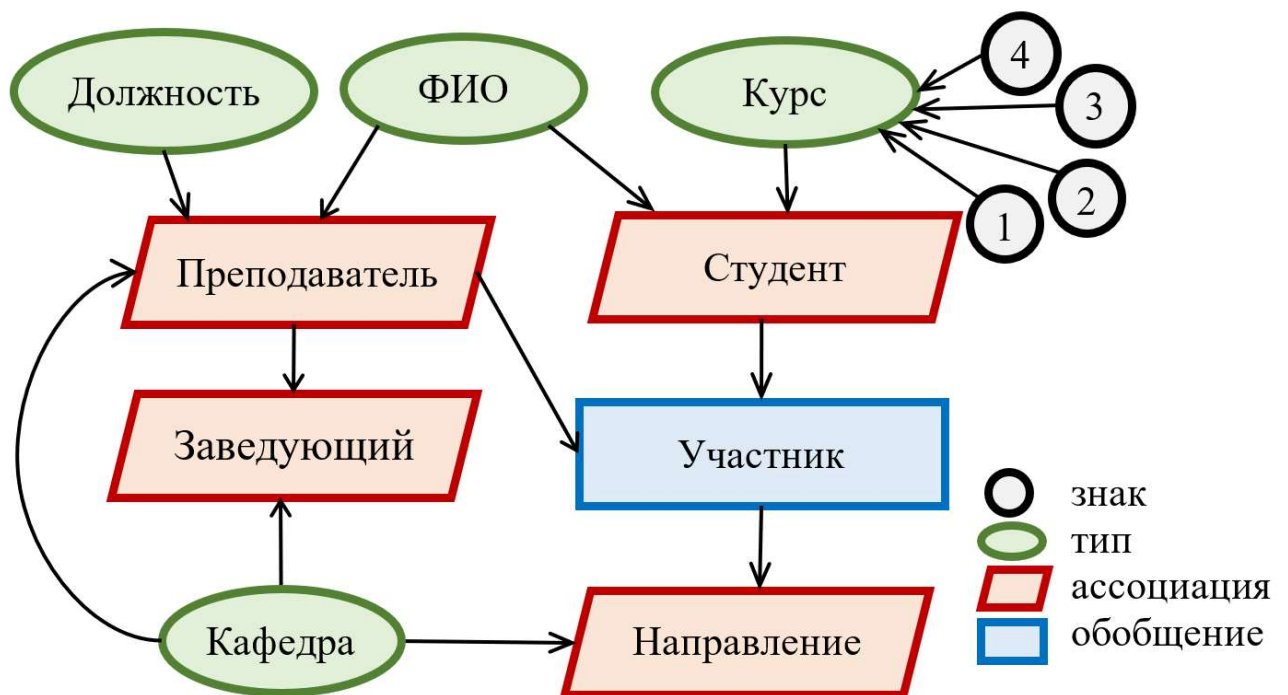 Должность
ФИО
Курс
4
3
2
1
Преподаватель
Студент
Заведующий
Участник
Кафедра
Направление
знак
тип
ассоциация
обобщение